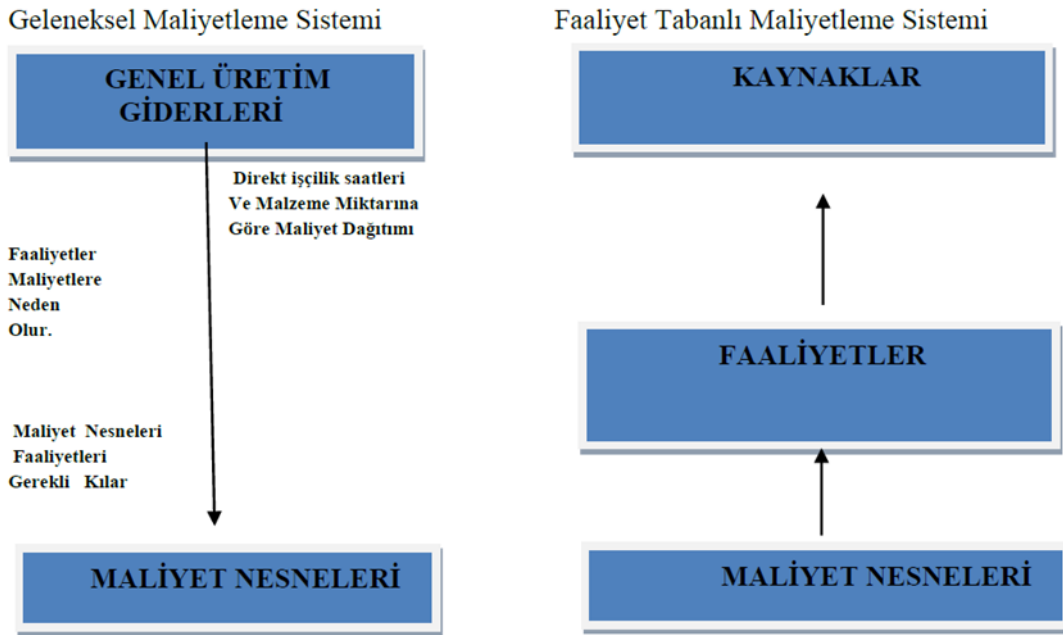 Geleneksel Maliyetleme Sistemi
GENEL ÜRETİM
GİDERLERİ
Direkt işçilik saatleri
Ve Malzeme Miktarına
Göre Maliyet Dağıtımı
Faaliyetler
Maliyetlere
Neden
Olur.
Maliyet Nesneleri
Faaliyetleri
Gerekli Kılar
MALİYET NESNELERİ
Faaliyet Tabanlı Maliyetleme Sistemi
KAYNAKLAR
FAALİYETLER
MALİYET NESNELERİ